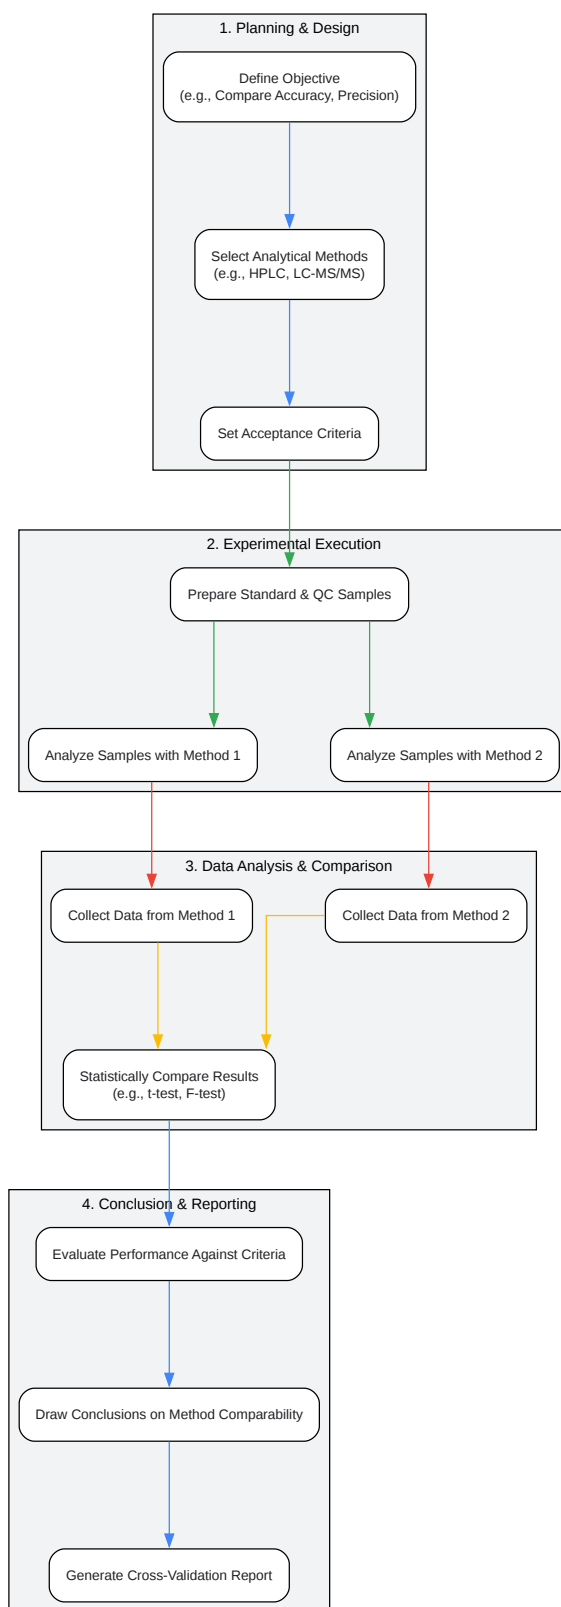 1. Planning & Design
Define Objective
(e.g., Compare Accuracy, Precision)
Select Analytical Methods
(e.g., HPLC, LC-MS/MS)
Set Acceptance Criteria
2. Experimental Execution
Prepare Standard & QC Samples
Analyze Samples with Method 1
Analyze Samples with Method 2
3. Data Analysis & Comparison
Collect Data from Method 1
Collect Data from Method 2
Statistically Compare Results
(e.g., t-test, F-test)
4. Conclusion & Reporting
Evaluate Performance Against Criteria
Draw Conclusions on Method Comparability
Generate Cross-Validation Report